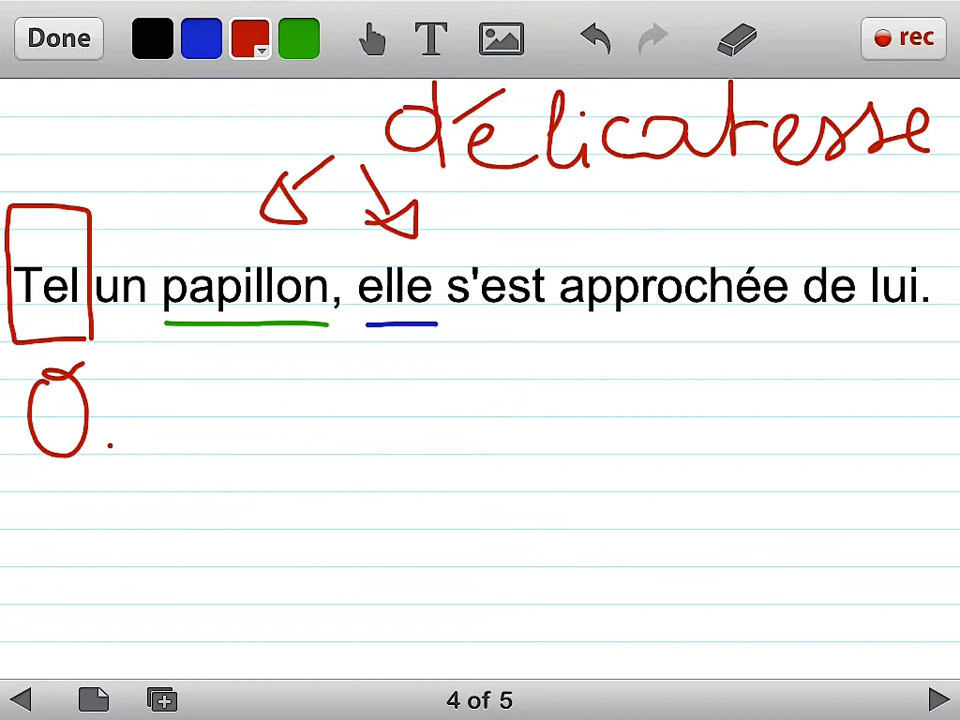 Done
rec
délicatesse
Tel un papillon, elle s'est approchée de lui.
O.
4 of 5